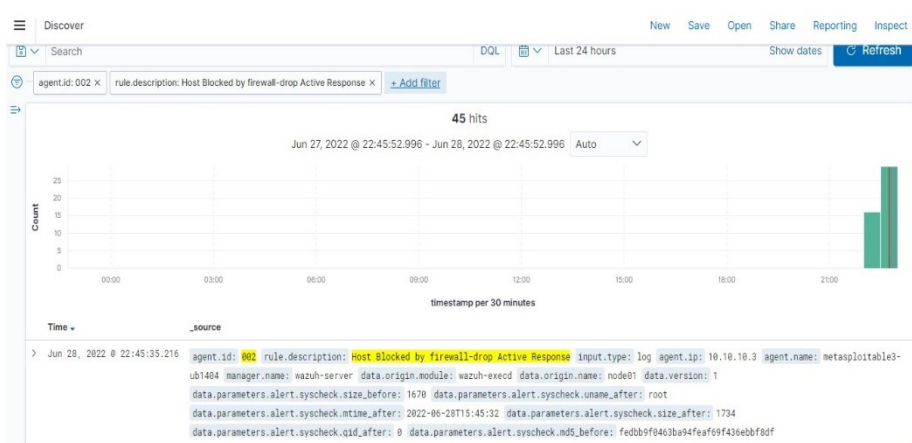 Discover New Save Open Share Reporting Inspect
Search DQL Last 24 hours Show dates Refresh
agent.id: 002 × rule.description: Host Blocked by firewall-drop Active Response × + Add filter
45 hits
Jun 27, 2022 @ 22:45:52.996 - Jun 28, 2022 @ 22:45:52.996 Auto
Count
25
20
15
10
5
0
00:00 03:00 06:00 09:00 12:00 15:00 18:00 21:00
timestamp per 30 minutes
Time _source
> Jun 28, 2022 @ 22:45:35.216 agent.id: 002 rule.description: Host Blocked by firewall-drop Active Response input.type: log agent.ip: 10.10.10.3 agent.name: metasploitable3-
ub1404 manager.name: wazuh-server data.origin.module: wazuh-execd data.origin.name: node01 data.version: 1
data.parameters.alert.syscheck.size_before: 1670 data.parameters.alert.syscheck.uname_after: root
data.parameters.alert.syscheck.mtime_after: 2022-06-28T15:45:32 data.parameters.alert.syscheck.size_after: 1734
data.parameters.alert.syscheck.gid_after: 0 data.parameters.alert.syscheck.md5_before: fedbb9f0463ba94feaf69f436ebbf8df